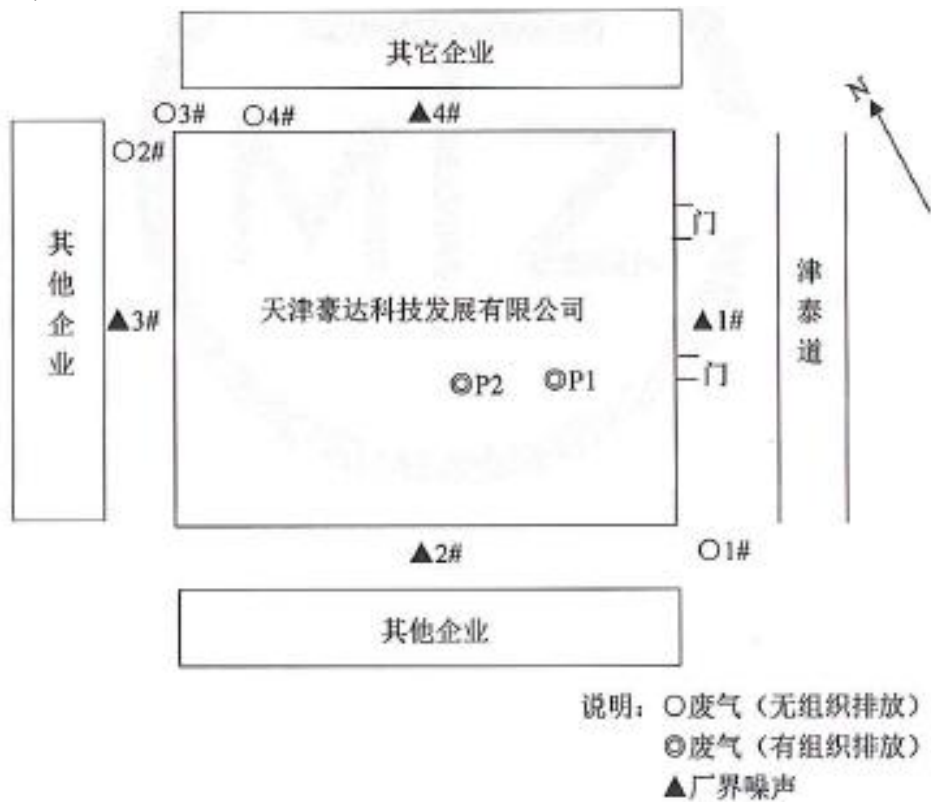 其它企业
○3#
○4#
▲4#
N
○2#
门
其他企业
津泰道
天津豪达科技发展有限公司
▲3#
▲1#
◎P2
◎P1
门
▲2#
○1#
其他企业
说明：○废气（无组织排放）
◎废气（有组织排放）
▲厂界噪声